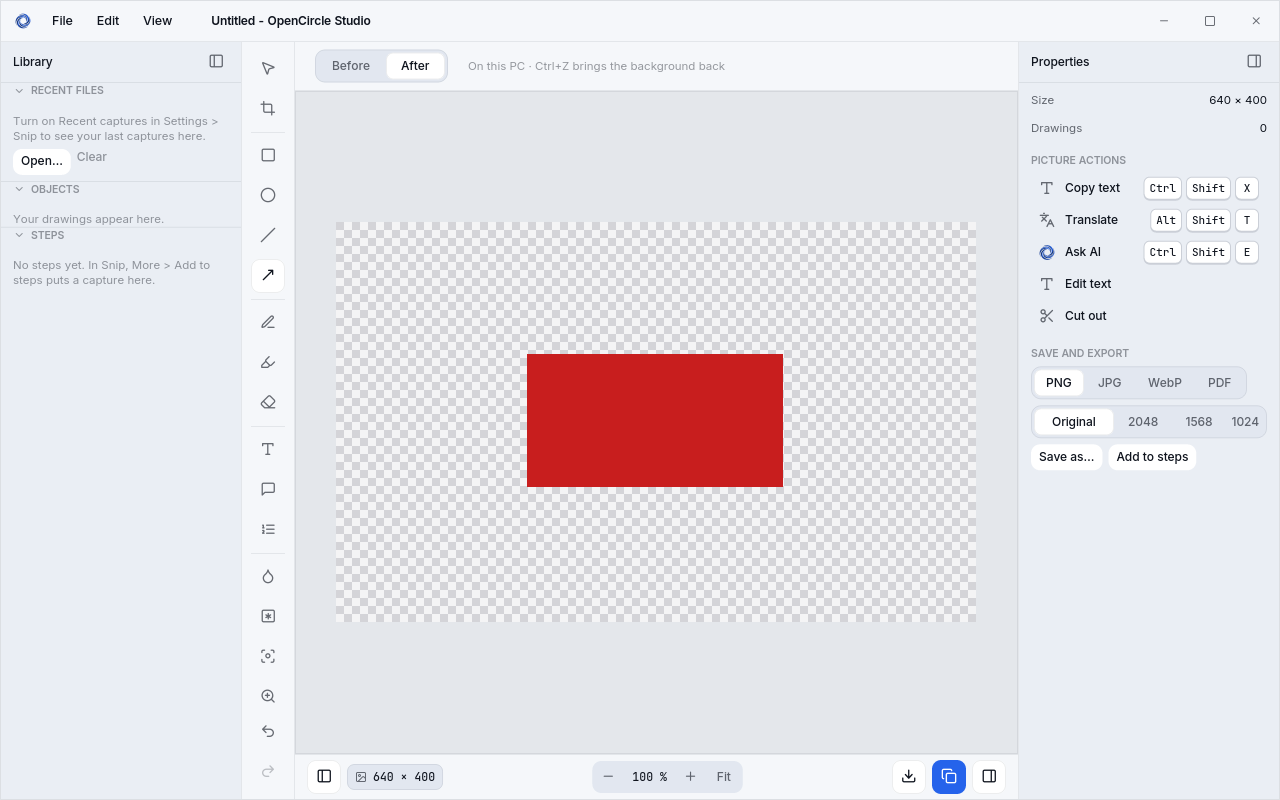 File Edit View Untitled - OpenCircle Studio
Library
RECENT FILES
Turn on Recent captures in Settings >
Snip to see your last captures here.
Open... Clear
OBJECTS
Your drawings appear here.
STEPS
No steps yet. In Snip, More > Add to
steps puts a capture here.
Before After On this PC · Ctrl+Z brings the background back
640 × 400 100 % Fit
Properties
Size 640 × 400
Drawings 0
PICTURE ACTIONS
Copy text Ctrl Shift X
Translate Alt Shift T
Ask AI Ctrl Shift E
Edit text
Cut out
SAVE AND EXPORT
PNG JPG WebP PDF
Original 2048 1568 1024
Save as... Add to steps